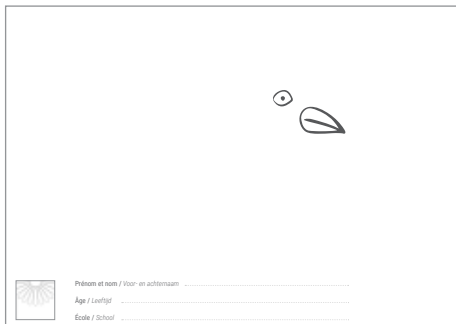 Prénom et nom / Voor- en achternaam
Âge / Leeftijd
École / School